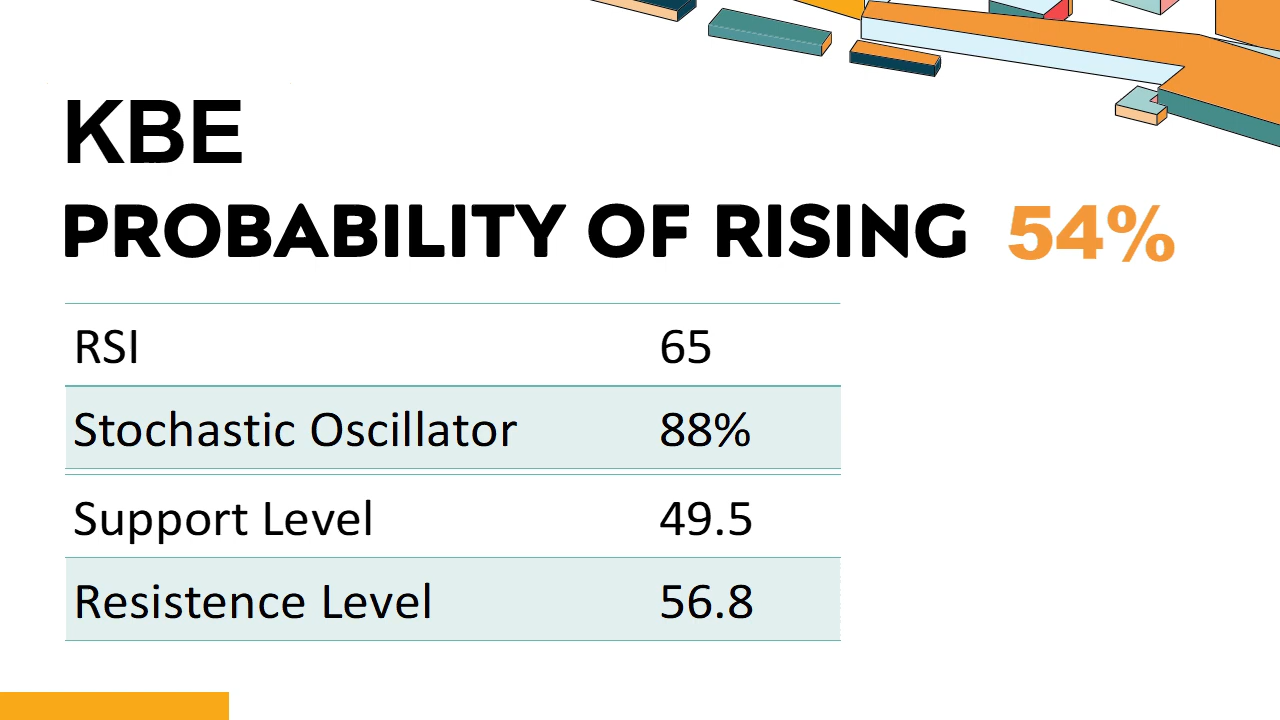 KBE
PROBABILITY OF RISING 54%
RSI 65
Stochastic Oscillator 88%
Support Level 49.5
Resistence Level 56.8